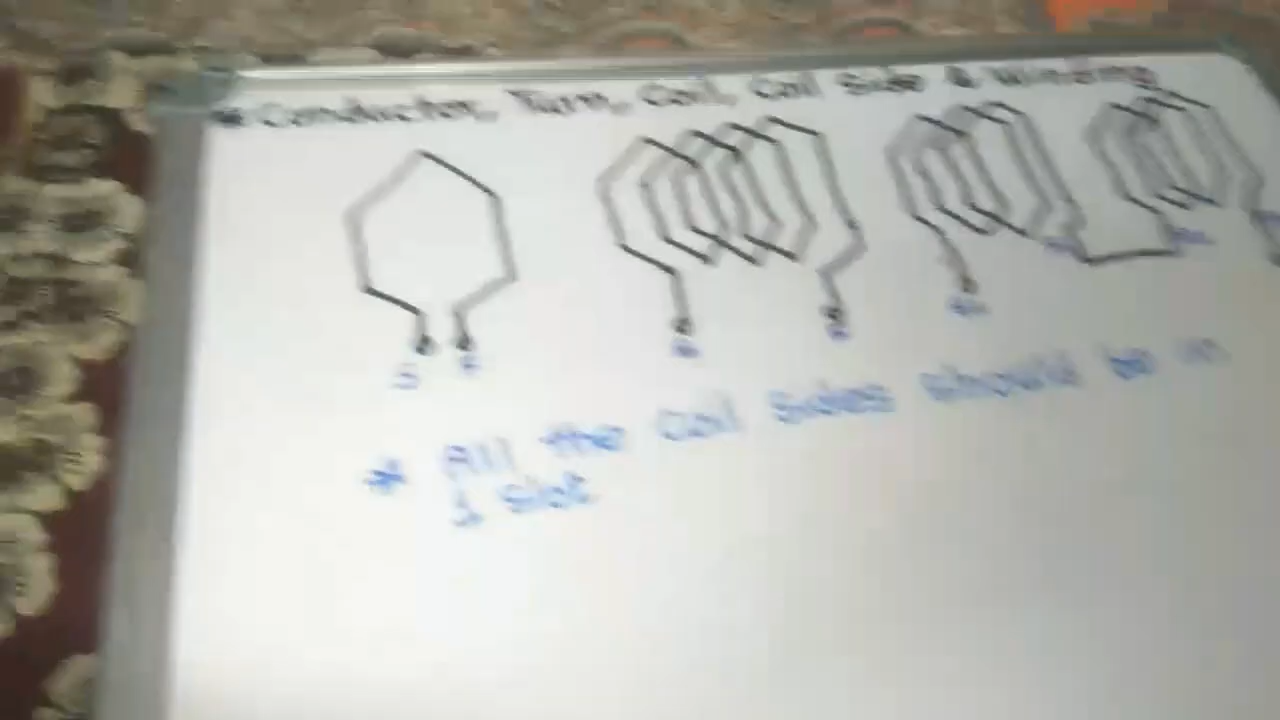 * Conductor, Turn, Coil, Coil Side & Winding
S F
* All the Coil Sides should be in
1 Slot